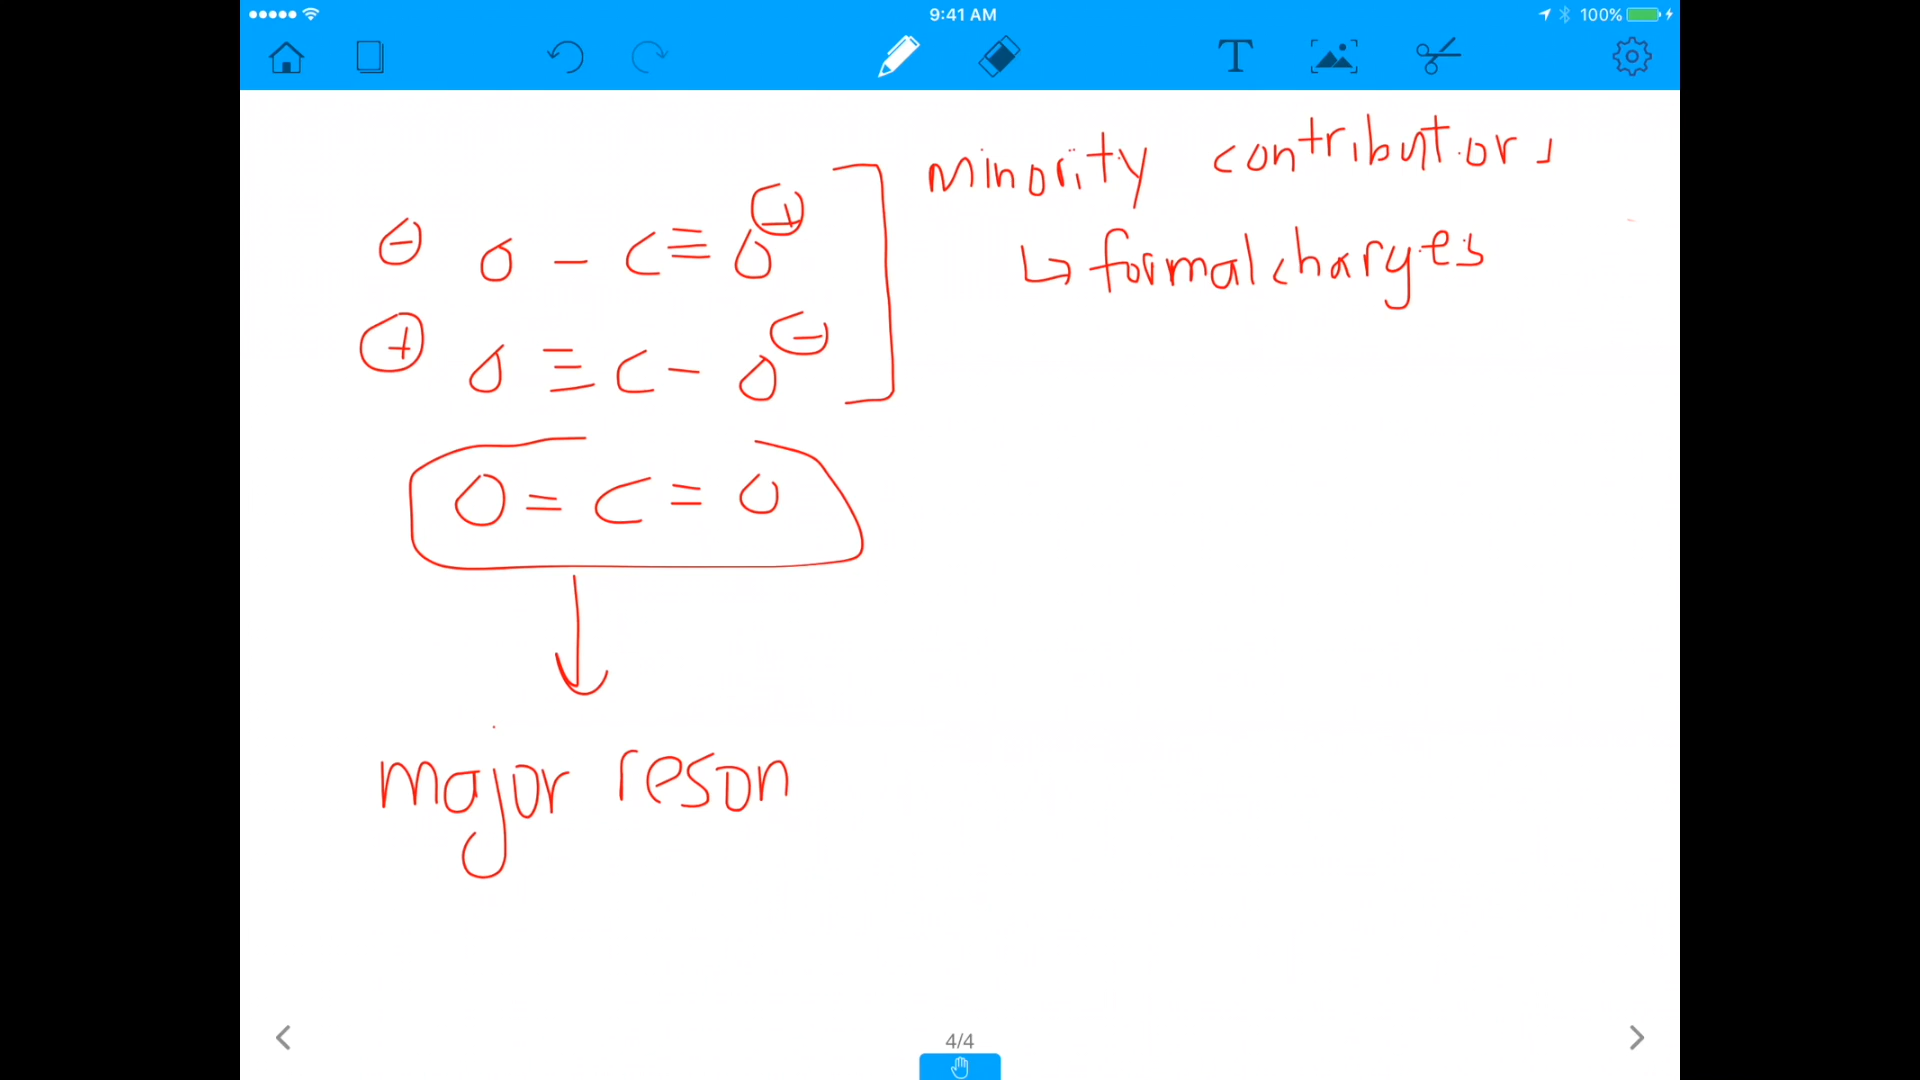 9:41 AM
100%
T
minority contributors
↳ formal charges
⊖ O - C ≡ O ⊕
⊕ O ≡ C - O ⊖
O = C = O
major reson
4/4